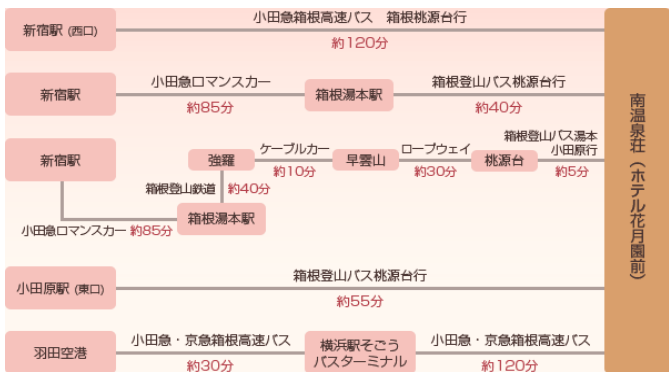 新宿駅 (西口)
小田急箱根高速バス　箱根桃源台行
約120分
新宿駅
小田急ロマンスカー
約85分
箱根湯本駅
箱根登山バス桃源台行
約40分
新宿駅
小田急ロマンスカー 約85分
箱根湯本駅
箱根登山鉄道
約40分
強羅
ケーブルカー
約10分
早雲山
ロープウェイ
約30分
桃源台
箱根登山バス湯本
小田原行
約5分
小田原駅 (東口)
箱根登山バス桃源台行
約55分
羽田空港
小田急・京急箱根高速バス
約30分
横浜駅そごう
バスターミナル
小田急・京急箱根高速バス
約120分
南温泉荘（ホテル花月園前）